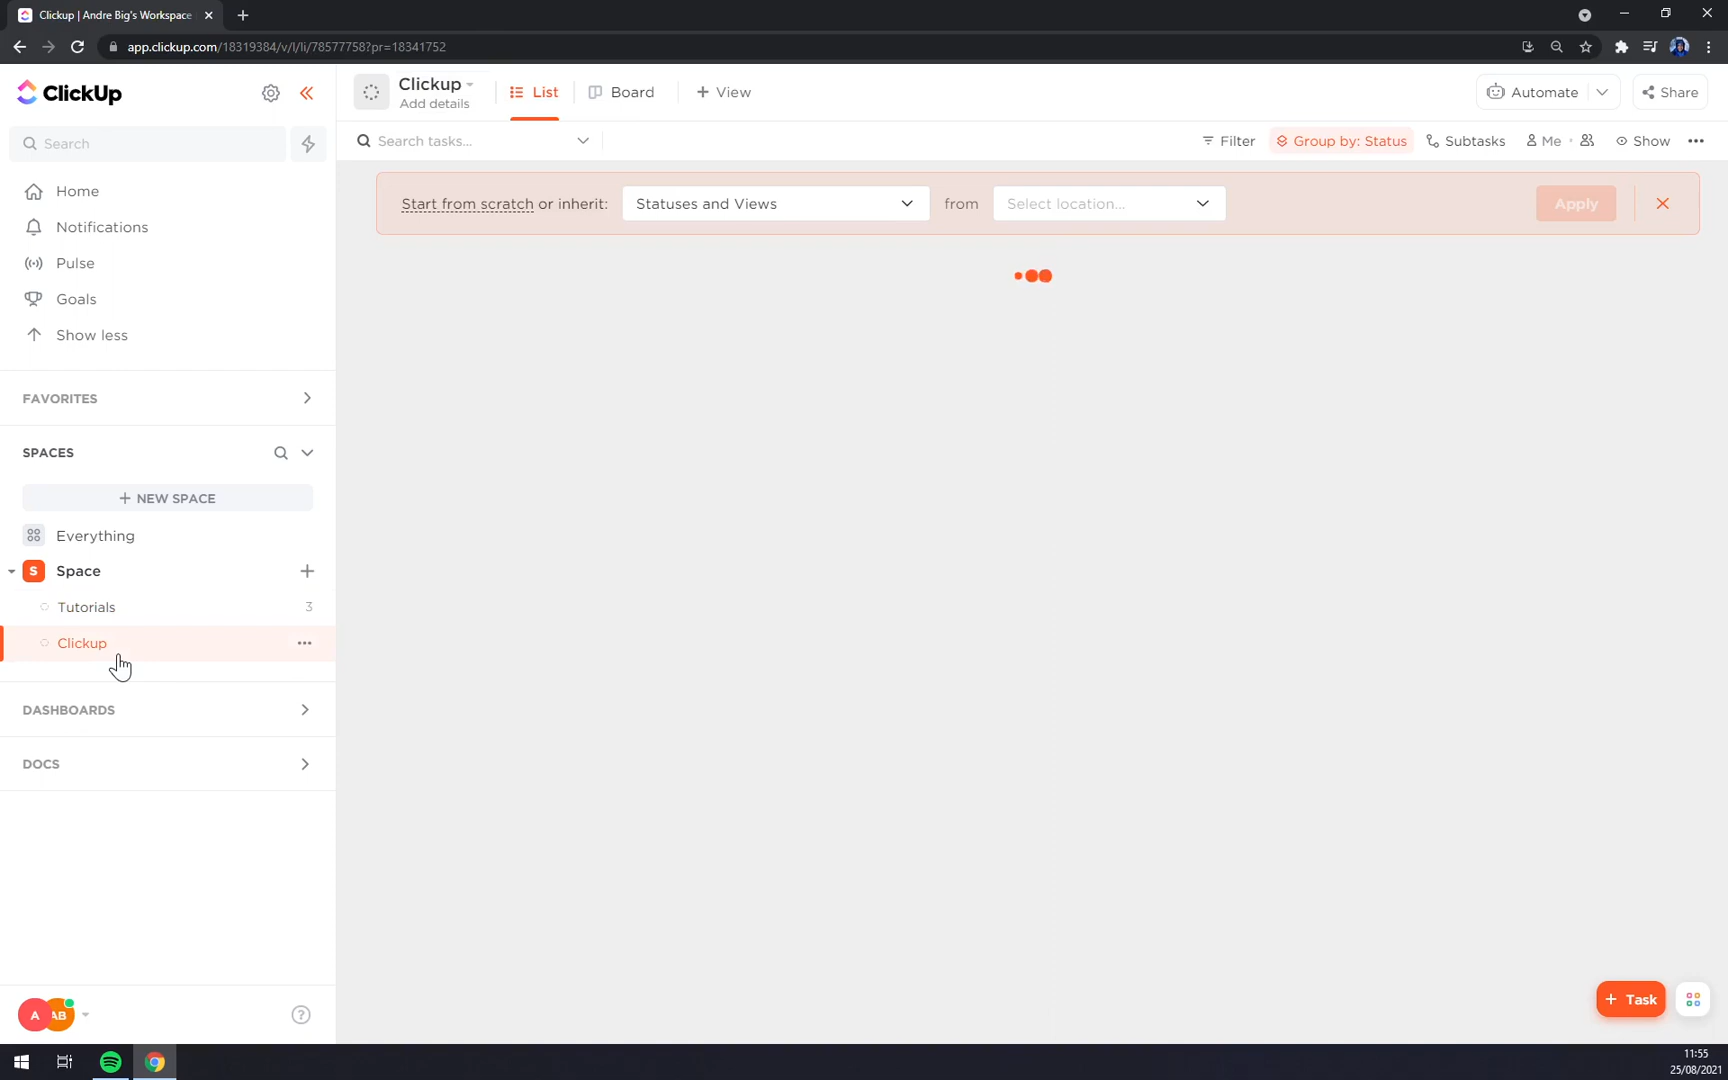 Clickup | Andre Big's Workspace
app.clickup.com/18319384/v/l/li/78577758?pr=18341752
ClickUp
Search
Home
Notifications
Pulse
Goals
Show less
FAVORITES
SPACES
+ NEW SPACE
Everything
S Space
Tutorials 3
Clickup
DASHBOARDS
DOCS
A AB
Clickup
Add details
List
Board
+ View
Automate
Share
Search tasks...
Filter
Group by: Status
Subtasks
Me
Show
Start from scratch or inherit: Statuses and Views from Select location... Apply
+ Task
11:55
25/08/2021